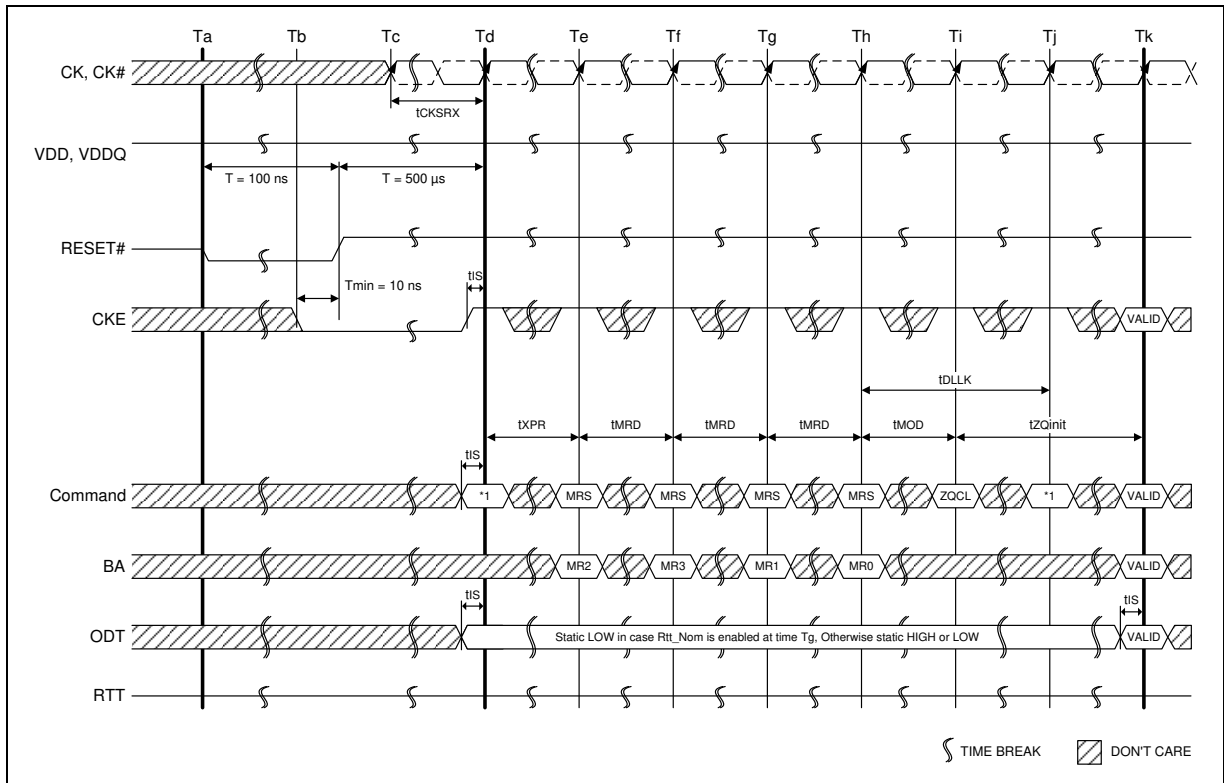 Ta Tb Tc Td Te Tf Tg Th Ti Tj Tk
CK, CK#
tCKSRX
VDD, VDDQ
T = 100 ns T = 500 µs
RESET#
tIS
Tmin = 10 ns
CKE VALID
tDLLK
tXPR tMRD tMRD tMRD tMOD tZQinit
tIS
Command *1 MRS MRS MRS MRS ZQCL *1 VALID
BA MR2 MR3 MR1 MR0 VALID
tIS tIS
ODT Static LOW in case Rtt_Nom is enabled at time Tg, Otherwise static HIGH or LOW VALID
RTT
TIME BREAK DON'T CARE